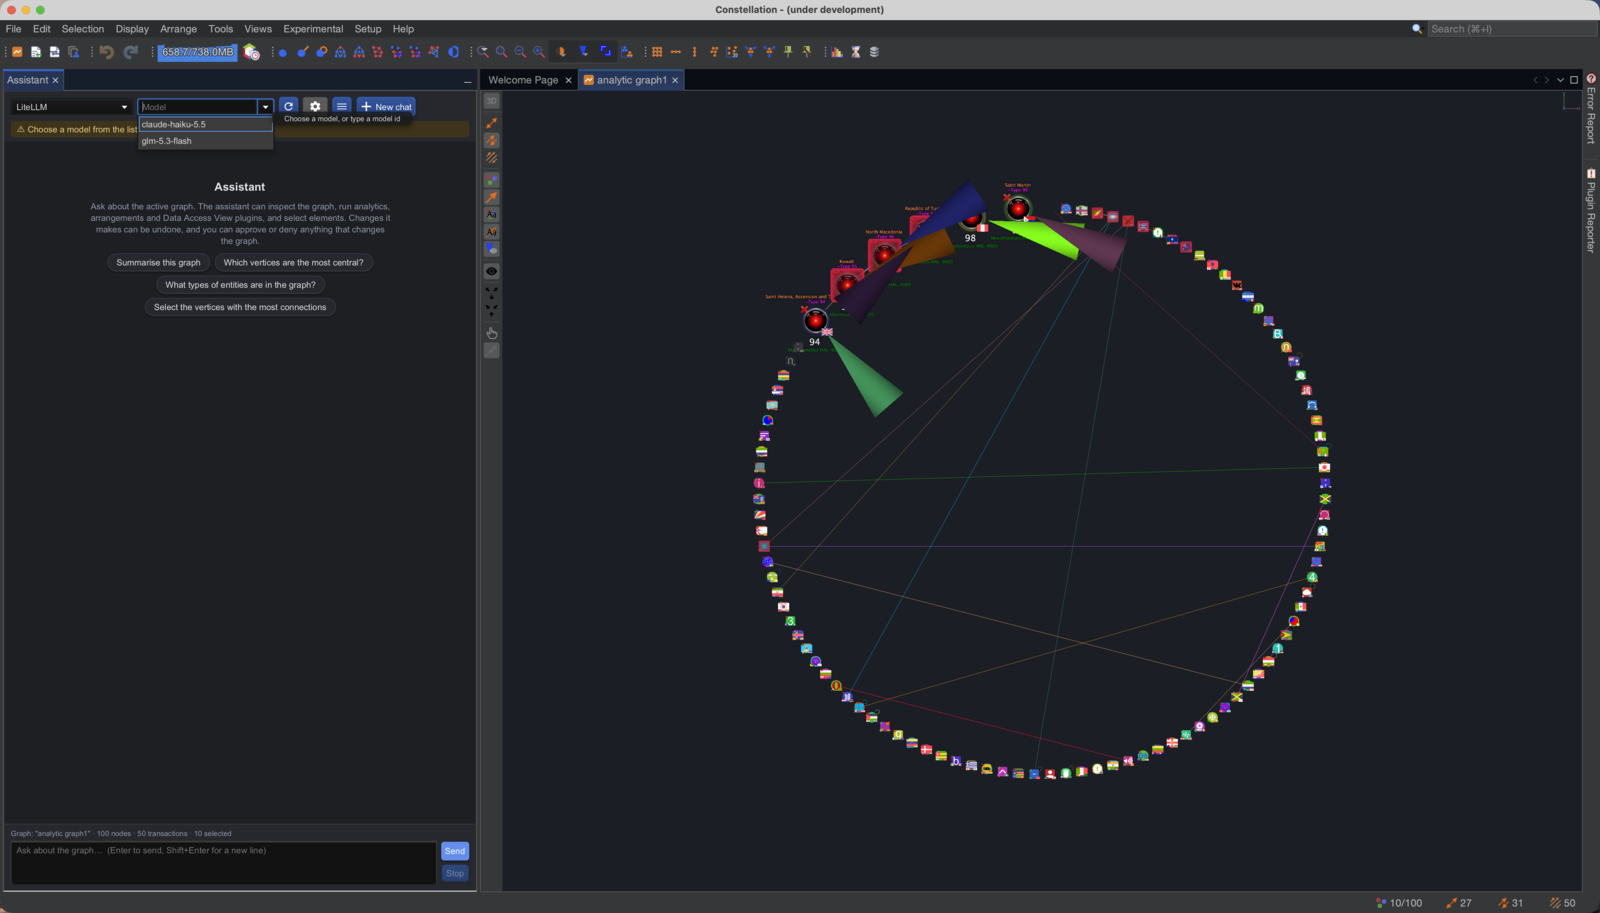 Constellation - (under development)
File Edit Selection Display Arrange Tools Views Experimental Setup Help
Search (⌘+I)
658.7/738.0MB
Assistant
Welcome Page
analytic graph1
LiteLLM
Model
New chat
Choose a model, or type a model id
Choose a model from the list
claude-haiku-5.5
glm-5.3-flash
Assistant
Ask about the active graph. The assistant can inspect the graph, run analytics,
arrangements and Data Access View plugins, and select elements. Changes it
makes can be undone, and you can approve or deny anything that changes
the graph.
Summarise this graph
Which vertices are the most central?
What types of entities are in the graph?
Select the vertices with the most connections
3D
Aa
Saint Martin
North Macedonia
Kuwait
98
94
Error Report
Plugin Reporter
Graph: "analytic graph1" · 100 nodes · 50 transactions · 10 selected
Ask about the graph... (Enter to send, Shift+Enter for a new line)
Send
Stop
10/100
27
31
50